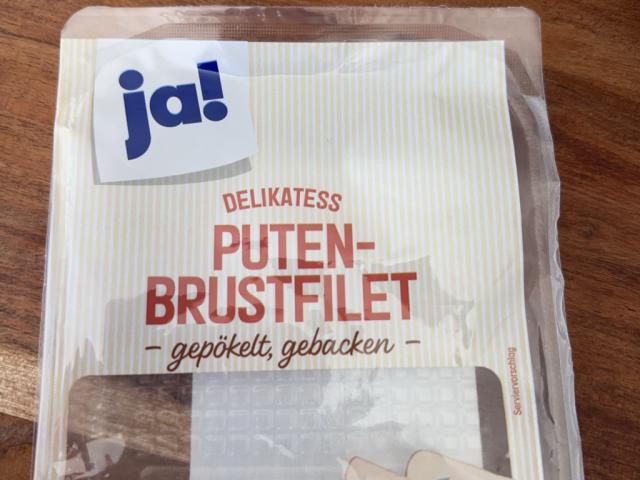 ja!
DELIKATESS
PUTEN-
BRUSTFILET
- gepökelt, gebacken -
Serviervorschlag